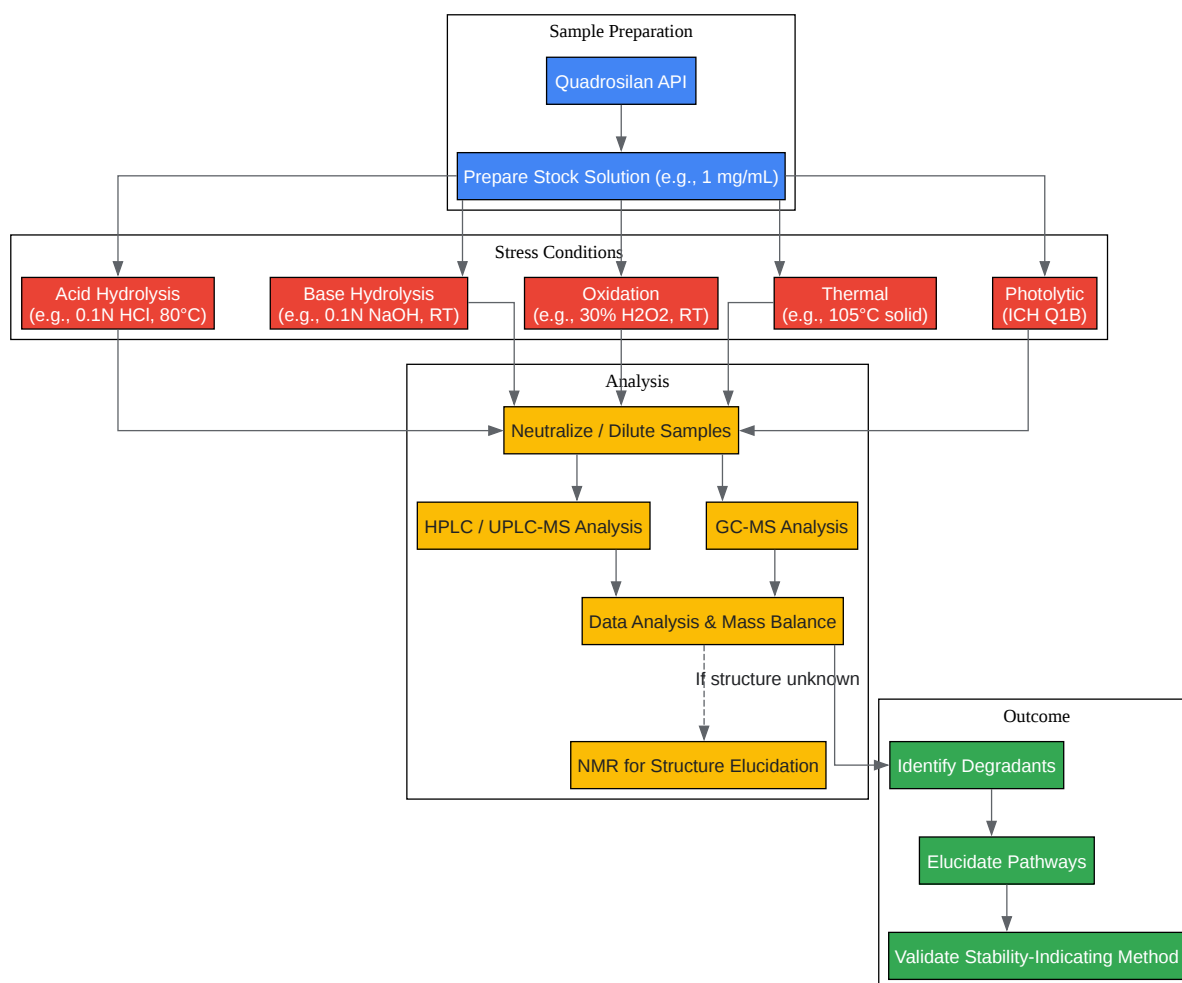 Sample Preparation
Quadrosilan API
Prepare Stock Solution (e.g., 1 mg/mL)
Stress Conditions
Acid Hydrolysis
(e.g., 0.1N HCl, 80°C)
Base Hydrolysis
(e.g., 0.1N NaOH, RT)
Oxidation
(e.g., 30% H2O2, RT)
Thermal
(e.g., 105°C solid)
Photolytic
(ICH Q1B)
Analysis
Neutralize / Dilute Samples
HPLC / UPLC-MS Analysis
GC-MS Analysis
Data Analysis & Mass Balance
If structure unknown
NMR for Structure Elucidation
Outcome
Identify Degradants
Elucidate Pathways
Validate Stability-Indicating Method